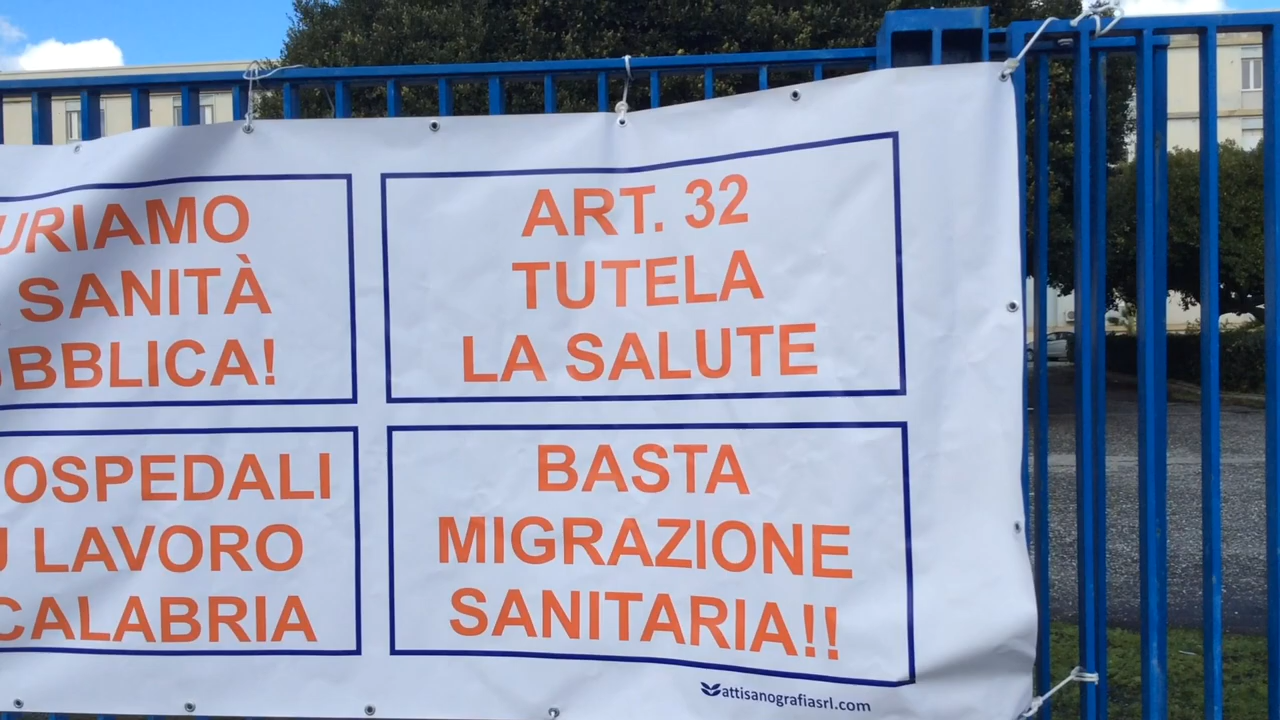 URIAMO
SANITÀ
BBLICA!
ART. 32
TUTELA
LA SALUTE
OSPEDALI
LAVORO
CALABRIA
BASTA
MIGRAZIONE
SANITARIA!!
attisanografiasrl.com